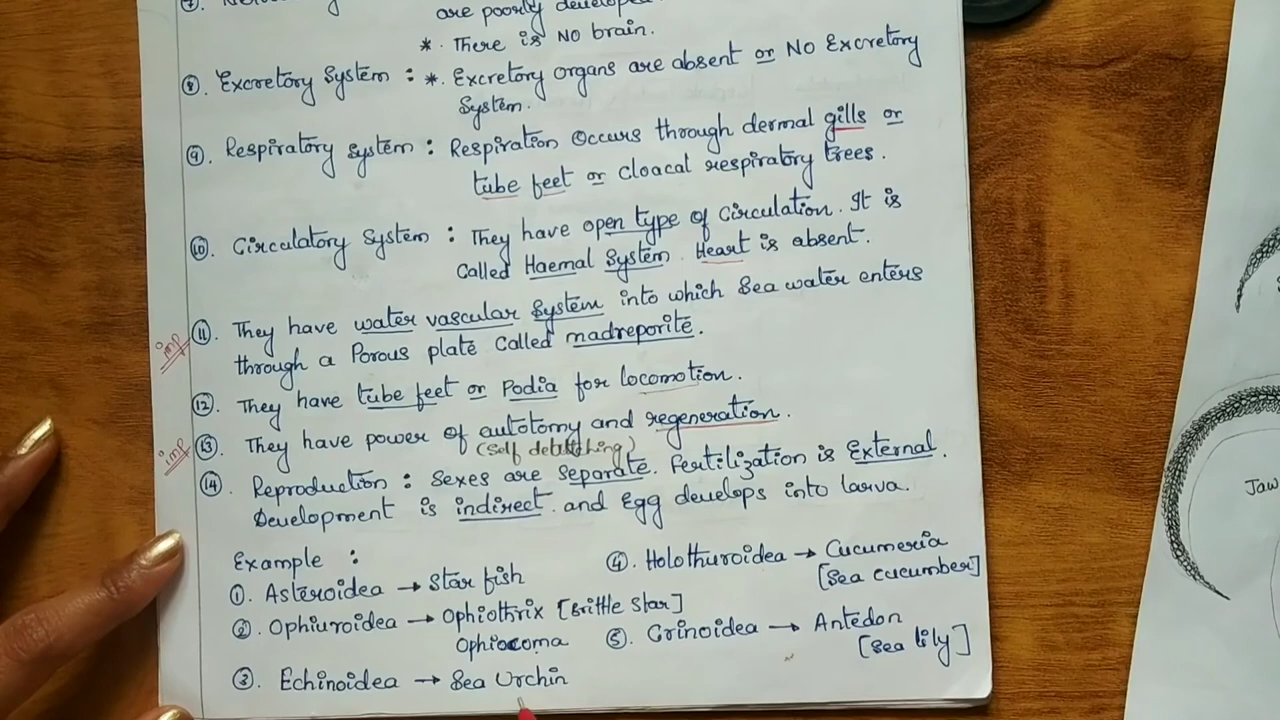 are poorly developed
*. There is NO brain.
⑧. Excretory System : *. Excretory organs are absent or NO Excretory
System.
⑨. Respiratory system : Respiration occurs through dermal gills or
tube feet or cloacal respiratory trees.
⑩. Circulatory System : They have open type of circulation. It is
called Haemal System. Heart is absent.
imp ⑪. They have water vascular system into which Sea water enters
through a Porous plate called madreporite.
⑫. They have tube feet or Podia for locomotion.
imp ⑬. They have power of autotomy and regeneration.
(Self detatching)
⑭. Reproduction : Sexes are separate. Fertilization is External.
Development is indirect and Egg develops into larva.
Example :
①. Asteroidea → Star fish
②. Ophiuroidea → Ophiothrix [Brittle Star]
Ophiocoma
③. Echinoidea → Sea Urchin
④. Holothuroidea → Cucumeria
[Sea cucumber]
⑤. Crinoidea → Antedon
[Sea lily]
Jaw